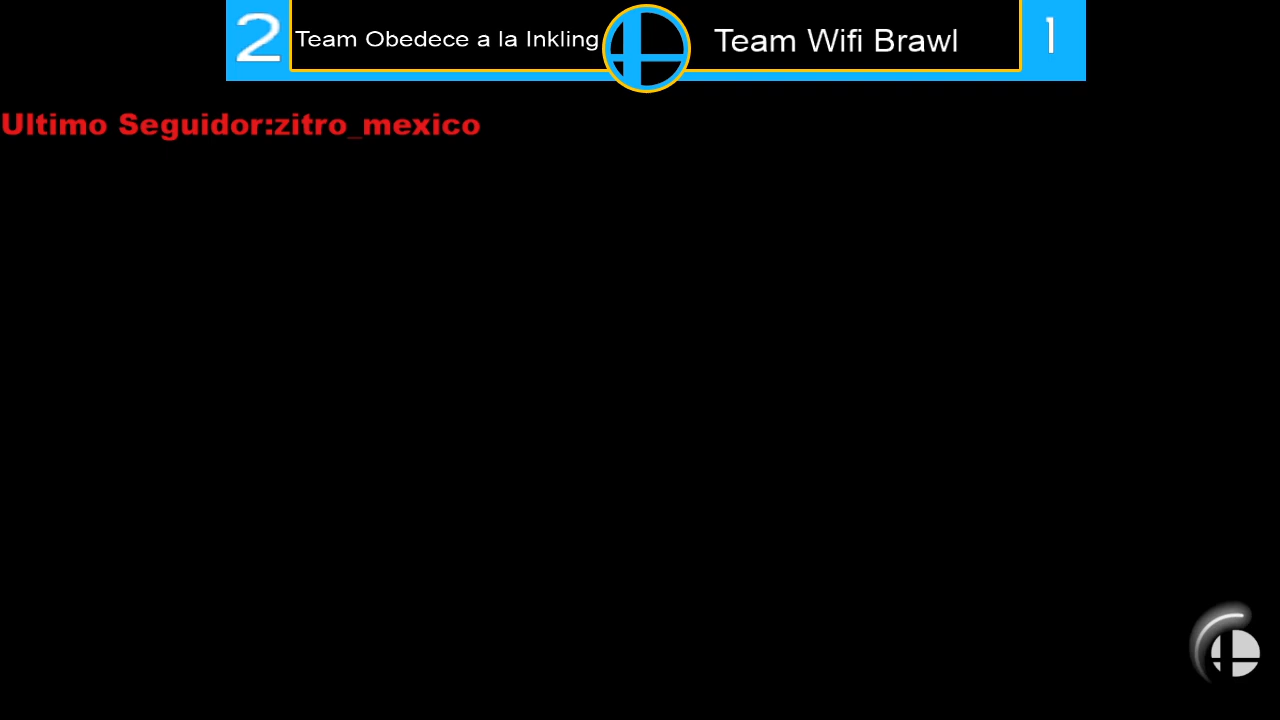 2
Team Obedece a la Inkling
Team Wifi Brawl
1
Ultimo Seguidor:zitro_mexico